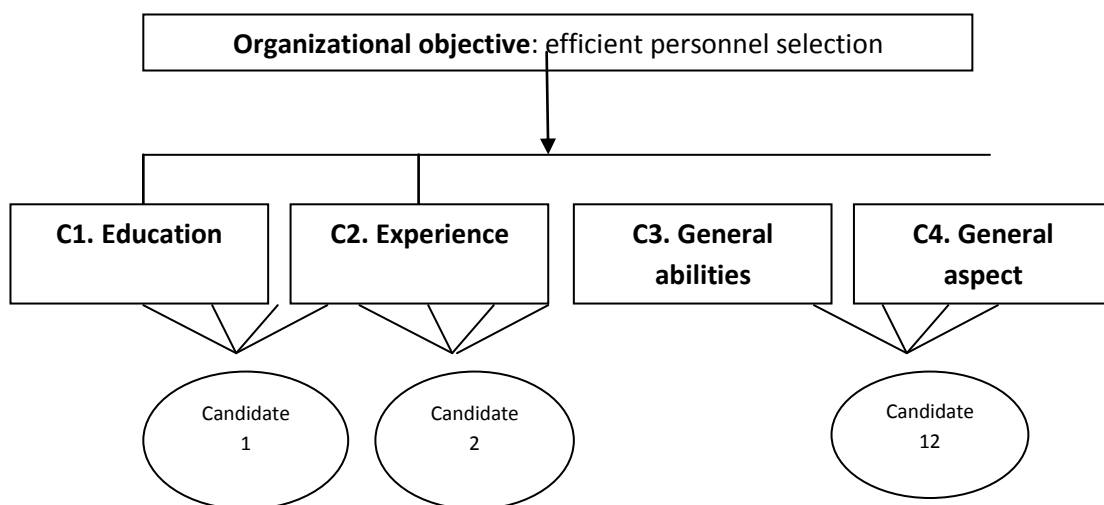 Organizational objective: efficient personnel selection
C1. Education
C2. Experience
C3. General
abilities
C4. General
aspect
Candidate
1
Candidate
2
Candidate
12